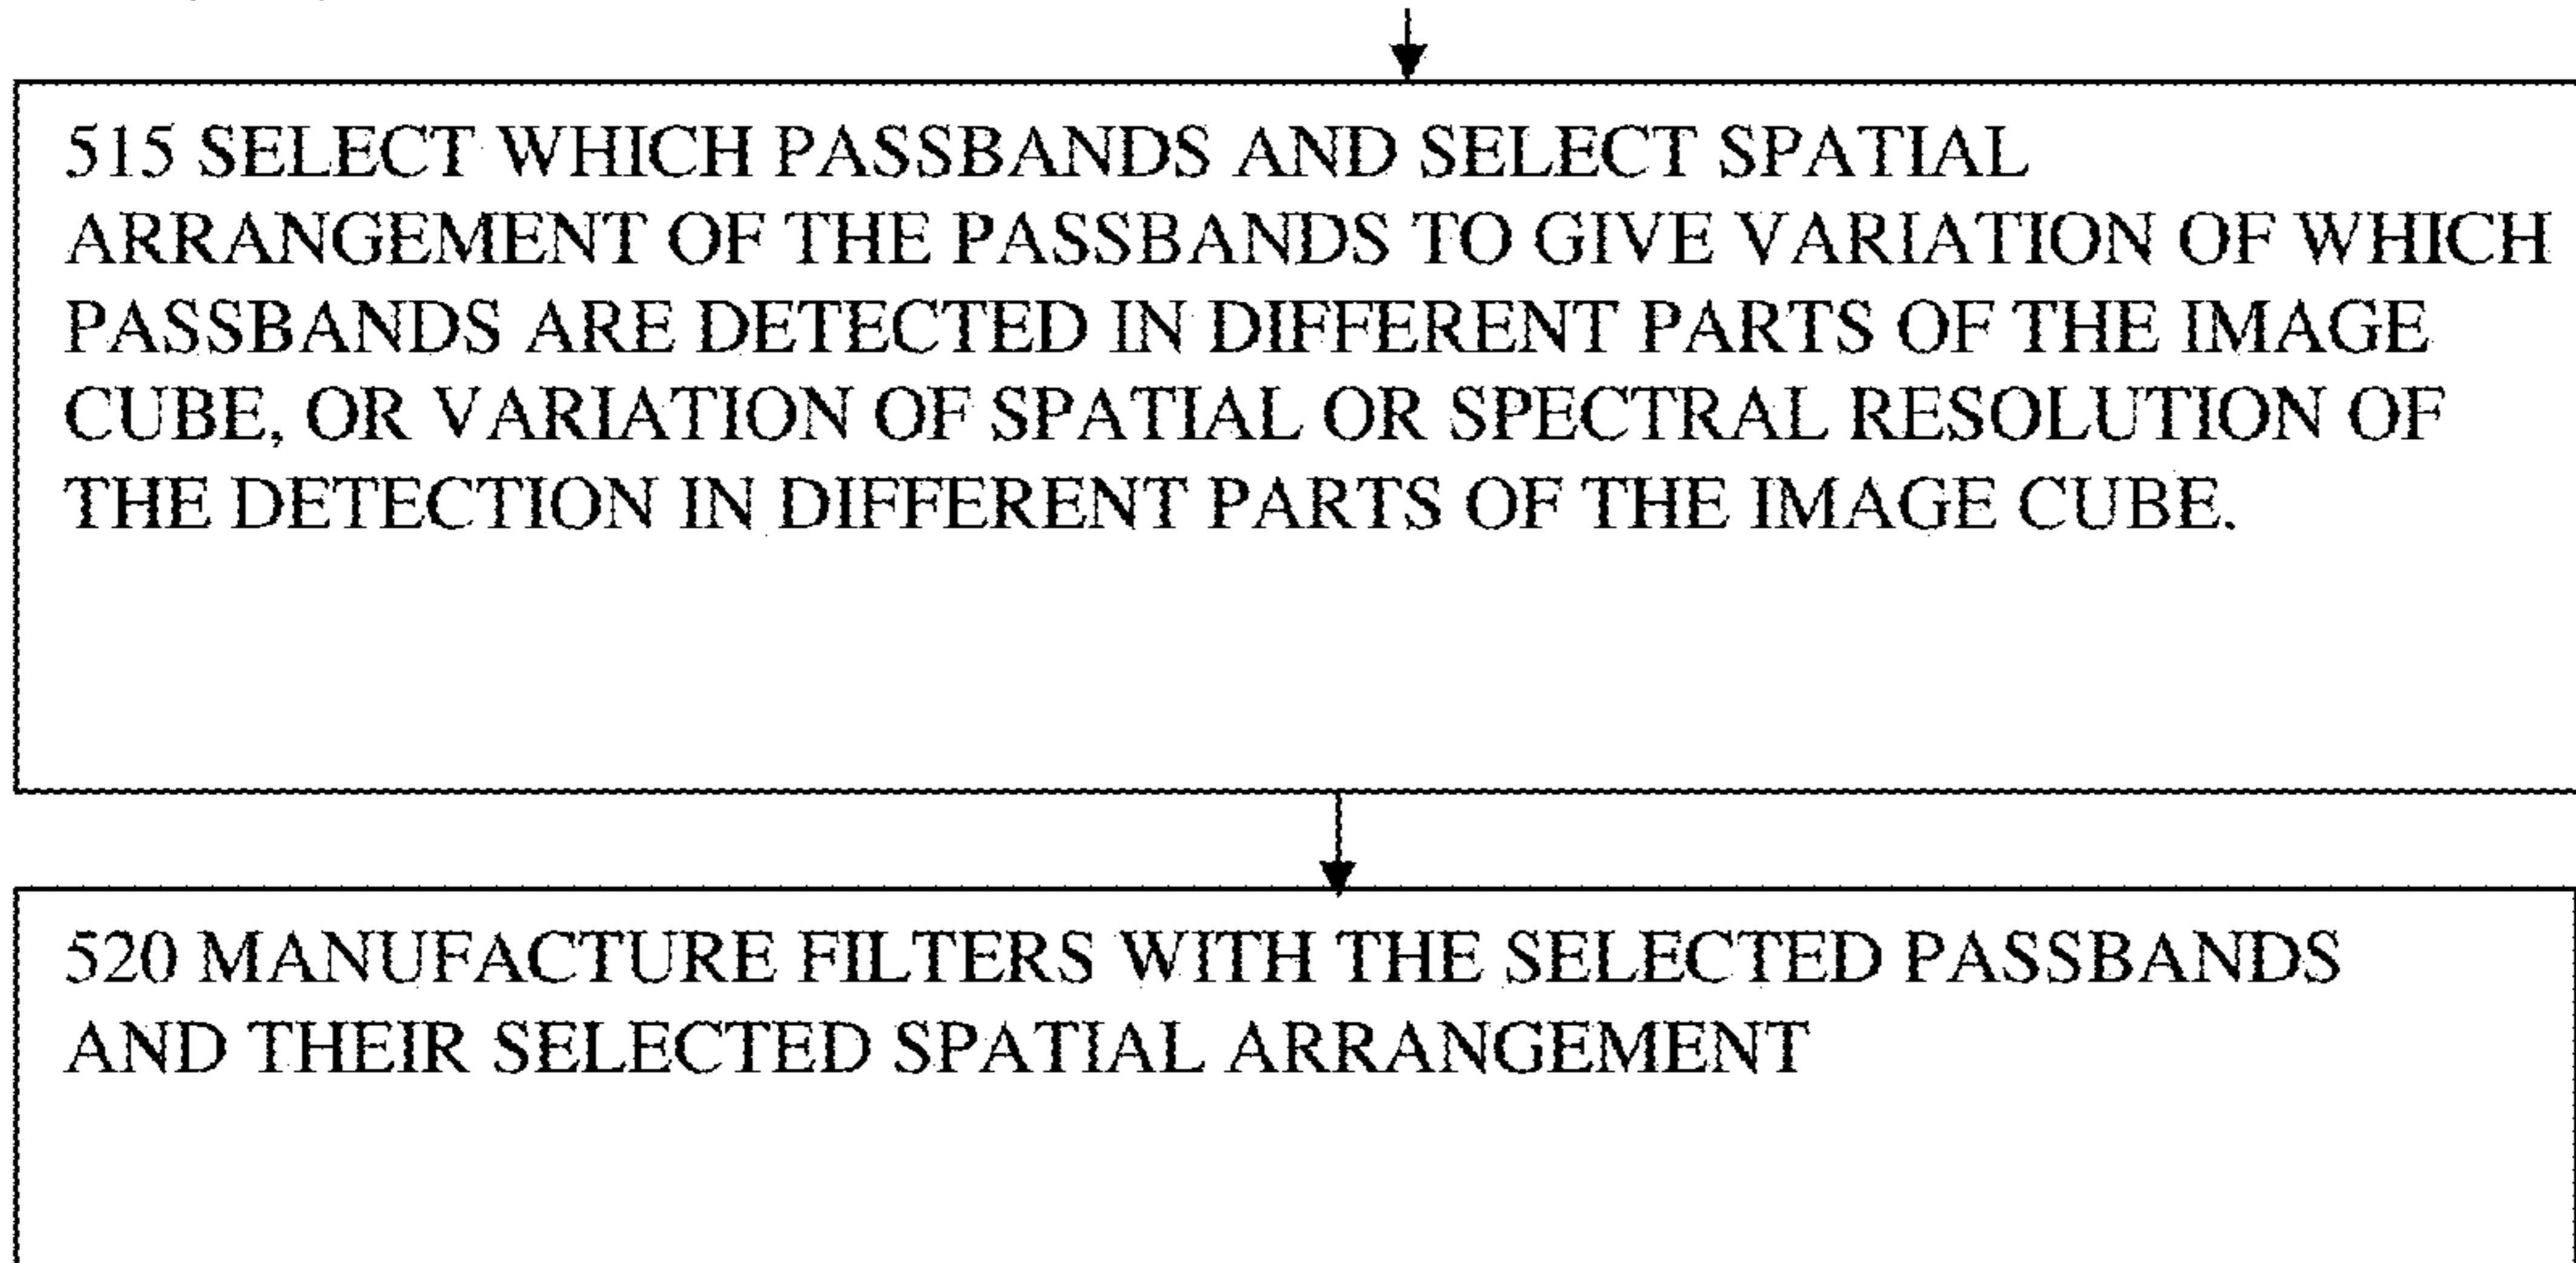 515 SELECT WHICH PASSBANDS AND SELECT SPATIAL
ARRANGEMENT OF THE PASSBANDS TO GIVE VARIATION OF WHICH
PASSBANDS ARE DETECTED IN DIFFERENT PARTS OF THE IMAGE
CUBE, OR VARIATION OF SPATIAL OR SPECTRAL RESOLUTION OF
THE DETECTION IN DIFFERENT PARTS OF THE IMAGE CUBE.
520 MANUFACTURE FILTERS WITH THE SELECTED PASSBANDS
AND THEIR SELECTED SPATIAL ARRANGEMENT